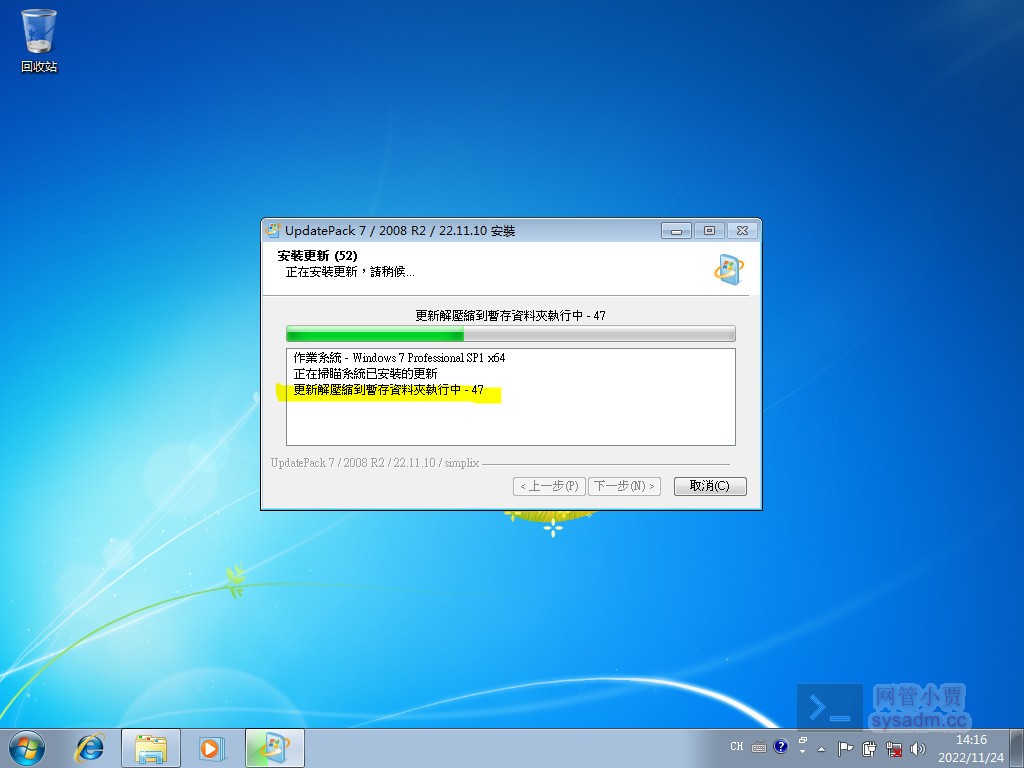 回收站
UpdatePack 7 / 2008 R2 / 22.11.10 安裝
安裝更新 (52)
正在安裝更新，請稍候...
更新解壓縮到暫存資料夾執行中 - 47
作業系統 - Windows 7 Professional SP1 x64
正在掃瞄系統已安裝的更新
更新解壓縮到暫存資料夾執行中 - 47
UpdatePack 7 / 2008 R2 / 22.11.10 / simplix
< 上一步(P)
下一步(N) >
取消(C)
网管小贾
sysadm.cc
CH
14:16
2022/11/24